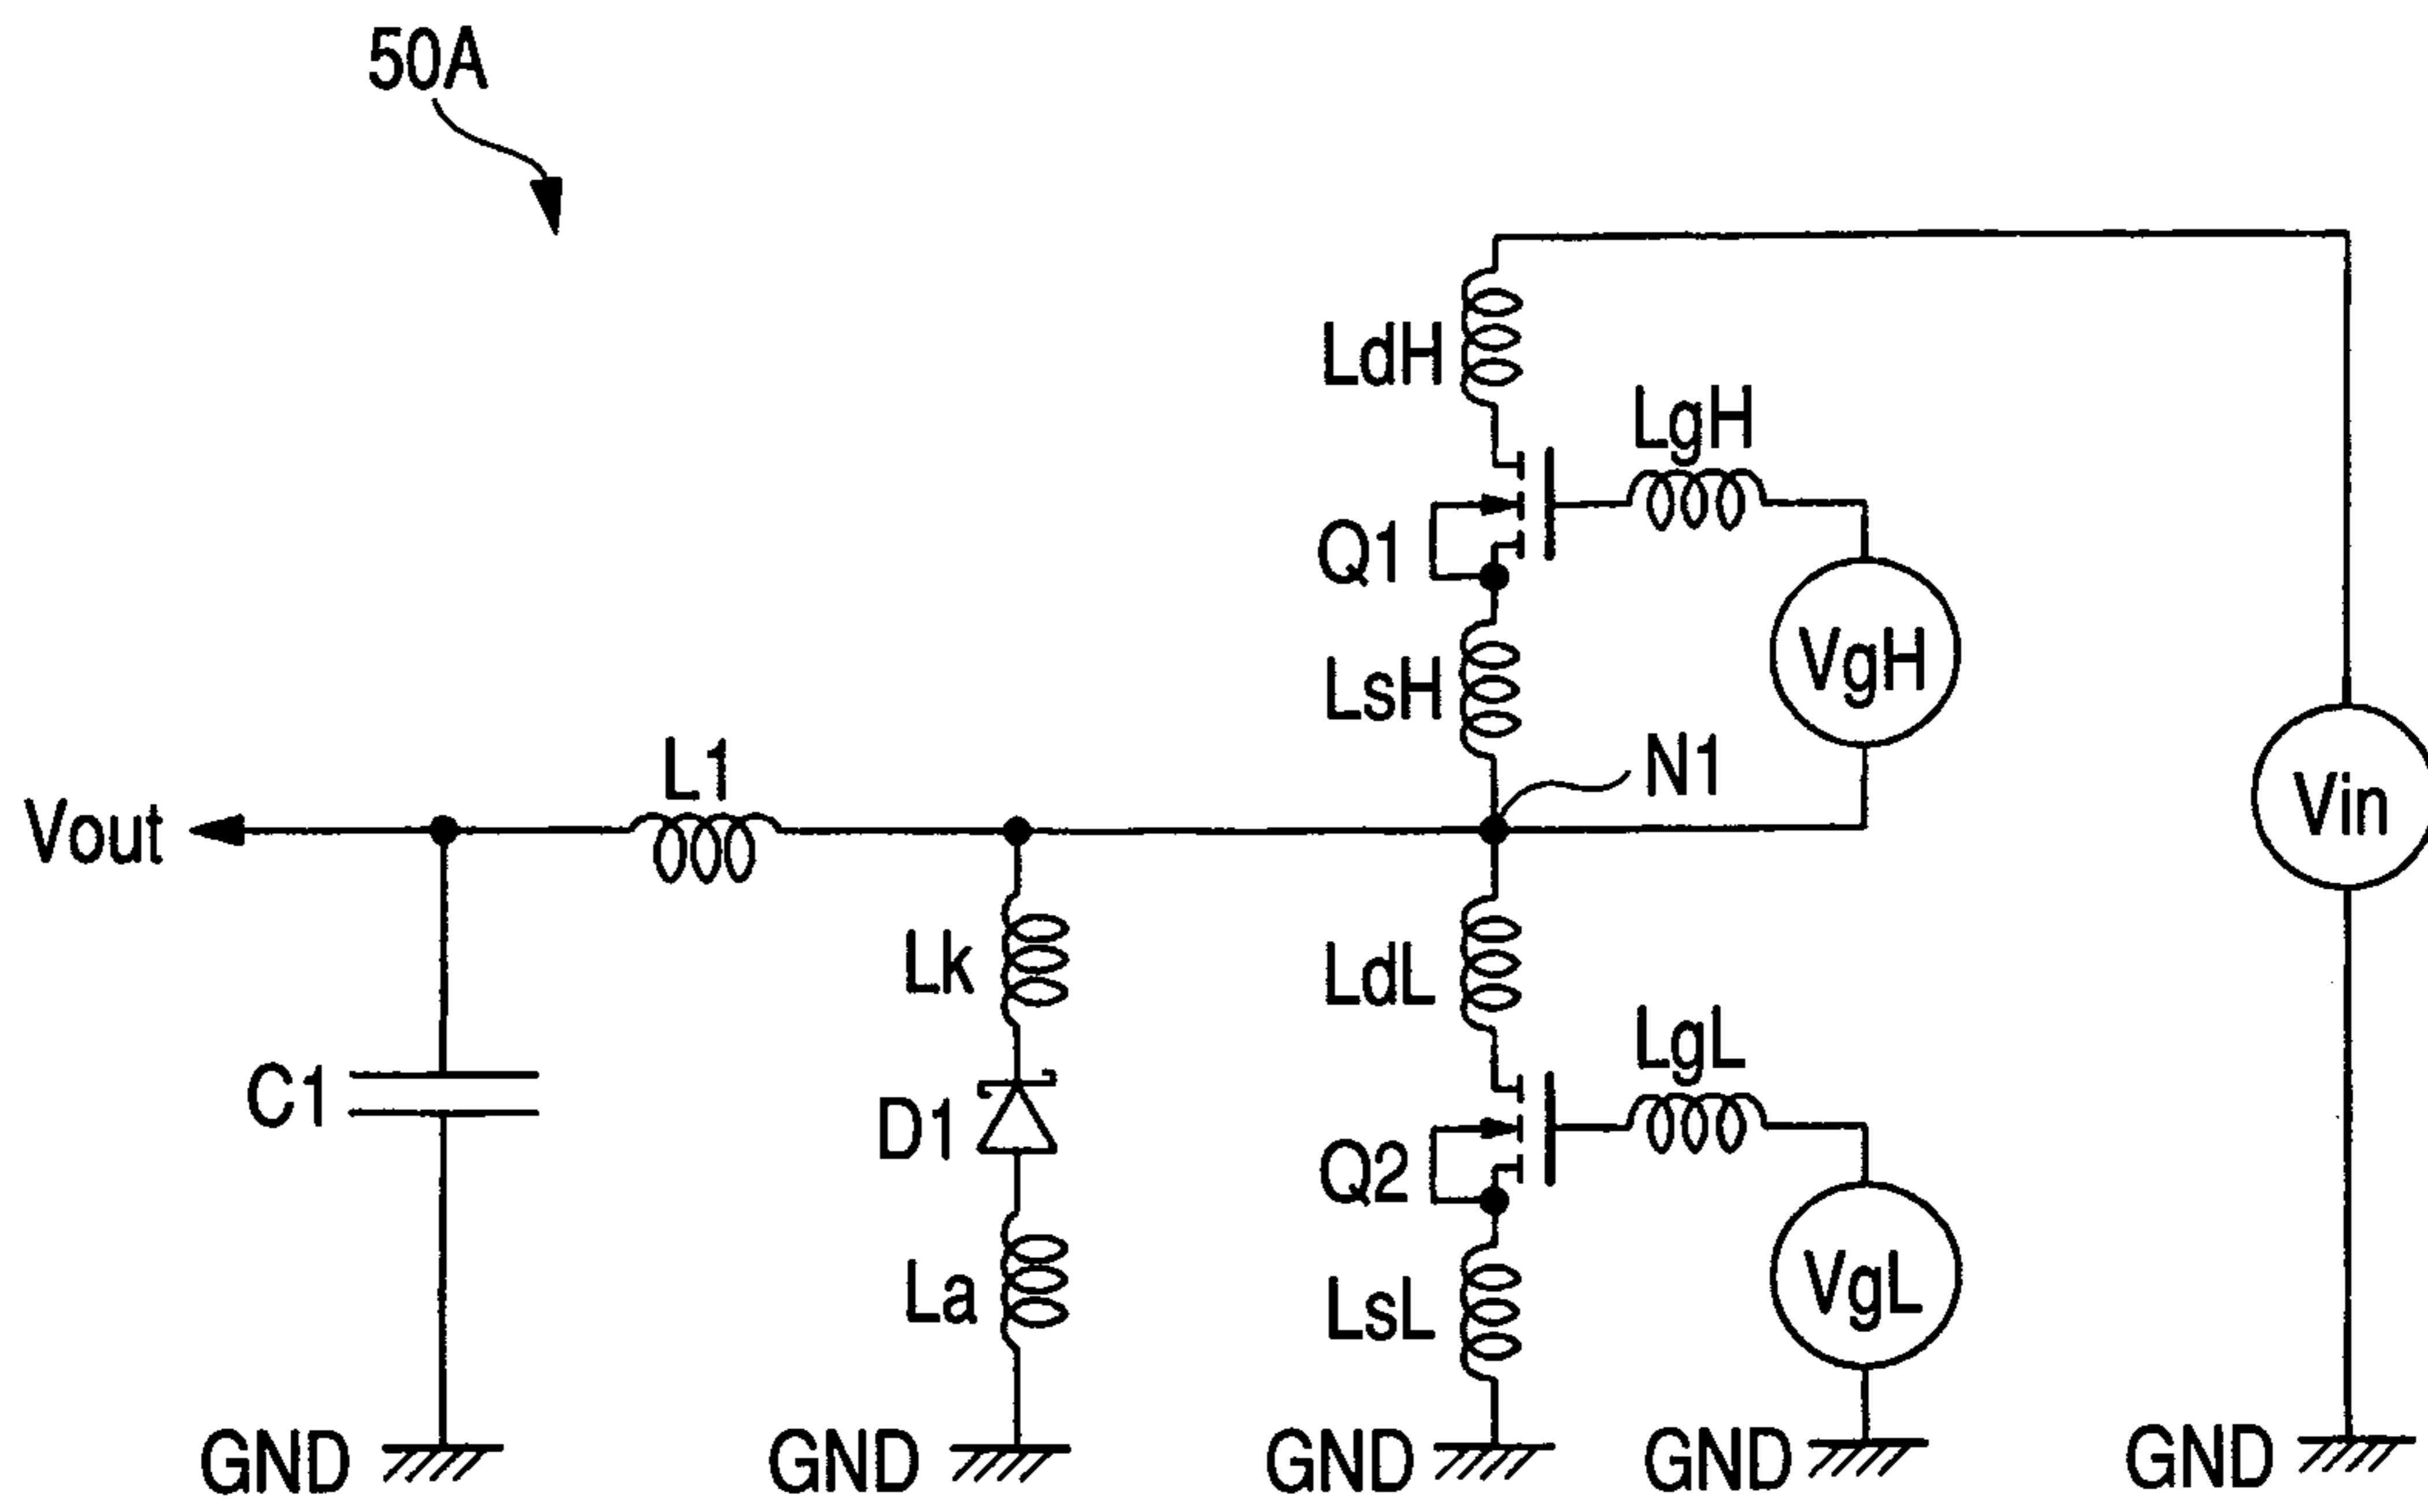 50A
LdH
LgH
Q1
VgH
LsH
N1
L1
Vin
Vout
Lk
LdL
LgL
C1
D1
Q2
VgL
La
LsL
GND
GND
GND
GND
GND